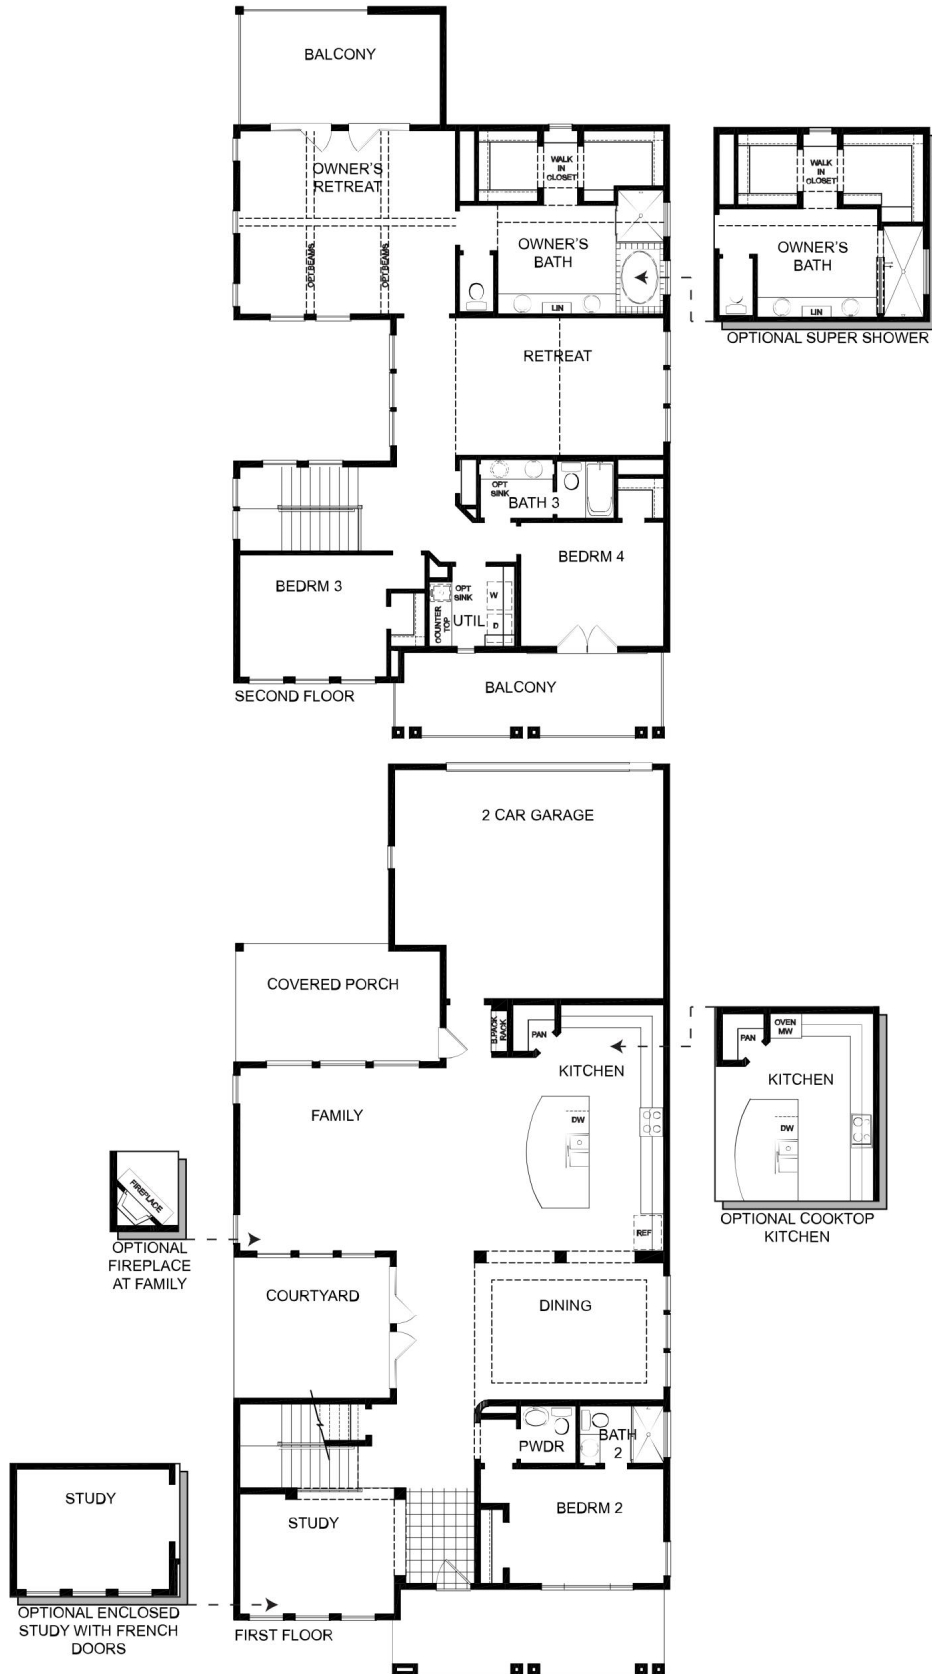 BALCONY
OWNER'S
RETREAT
WALK
IN
CLOSET
OWNER'S
BATH
OPT BEAMS
OPT BEAMS
LIN
WALK
IN
CLOSET
OWNER'S
BATH
LIN
OPTIONAL SUPER SHOWER
RETREAT
OPT
SINK
BATH 3
BEDRM 4
BEDRM 3
OPT
SINK
W
COUNTER
TOP
UTIL
D
BALCONY
SECOND FLOOR
2 CAR GARAGE
COVERED PORCH
B.PACK
RACK
PAN
KITCHEN
FAMILY
DW
REF
PAN
OVEN
MW
KITCHEN
DW
OPTIONAL COOKTOP
KITCHEN
FIREPLACE
OPTIONAL
FIREPLACE
AT FAMILY
COURTYARD
DINING
PWDR
BATH
2
BEDRM 2
STUDY
STUDY
OPTIONAL ENCLOSED
STUDY WITH FRENCH
DOORS
FIRST FLOOR